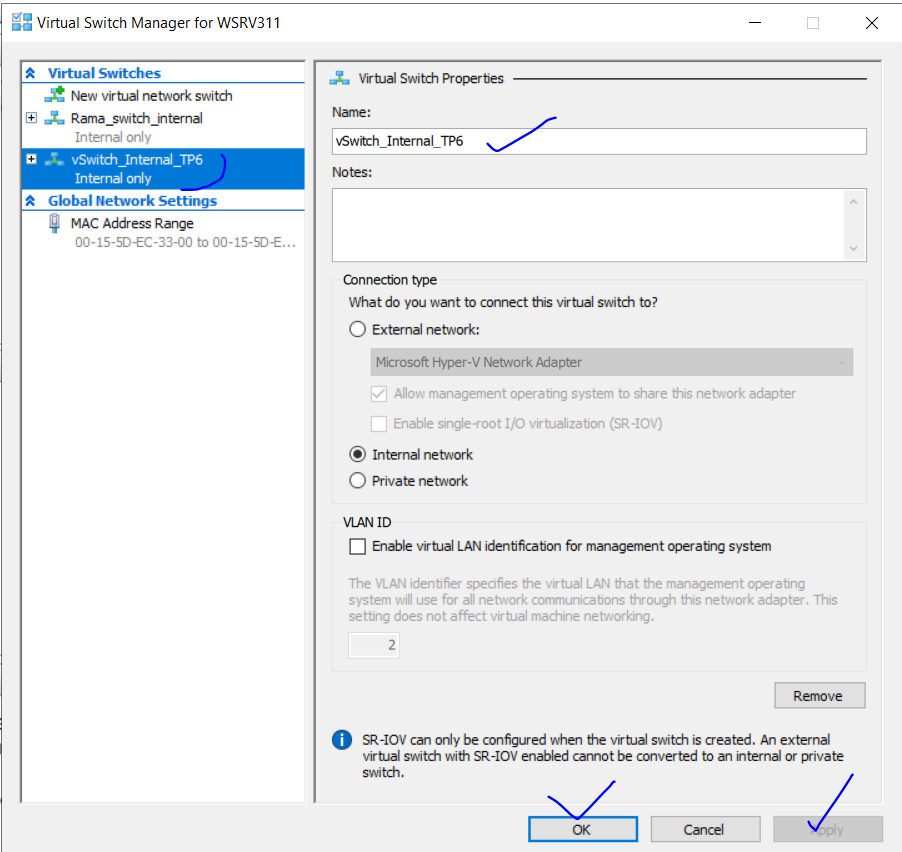 Virtual Switch Manager for WSRV311
Virtual Switches
New virtual network switch
Rama_switch_internal
Internal only
vSwitch_Internal_TP6
Internal only
Global Network Settings
MAC Address Range
00-15-5D-EC-33-00 to 00-15-5D-E...
Virtual Switch Properties
Name:
vSwitch_Internal_TP6
Notes:
Connection type
What do you want to connect this virtual switch to?
External network:
Microsoft Hyper-V Network Adapter
Allow management operating system to share this network adapter
Enable single-root I/O virtualization (SR-IOV)
Internal network
Private network
VLAN ID
Enable virtual LAN identification for management operating system
The VLAN identifier specifies the virtual LAN that the management operating
system will use for all network communications through this network adapter. This
setting does not affect virtual machine networking.
2
Remove
SR-IOV can only be configured when the virtual switch is created. An external
virtual switch with SR-IOV enabled cannot be converted to an internal or private
switch.
OK
Cancel
Apply